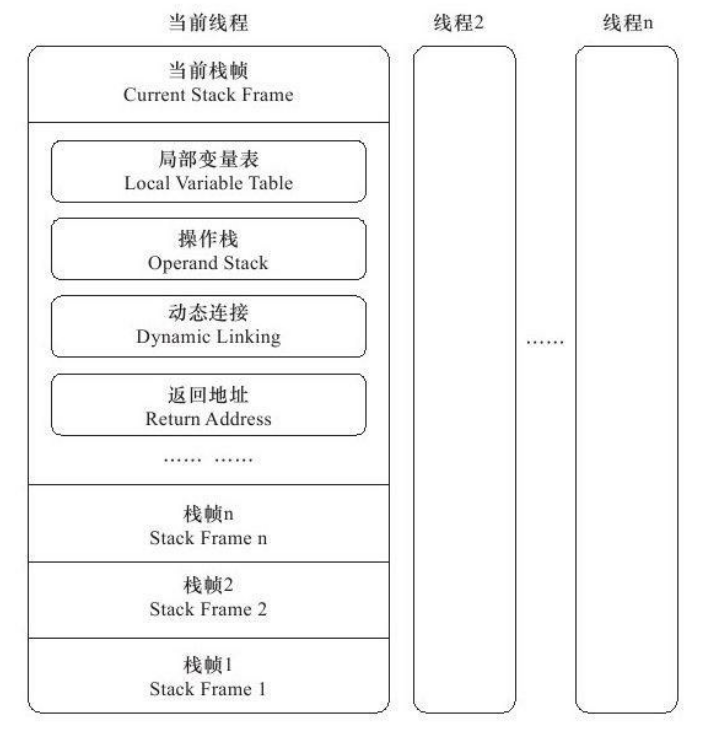 当前线程
线程2
线程n
当前栈帧
Current Stack Frame
局部变量表
Local Variable Table
操作栈
Operand Stack
动态连接
Dynamic Linking
返回地址
Return Address
…… ……
……
栈帧n
Stack Frame n
栈帧2
Stack Frame 2
栈帧1
Stack Frame 1